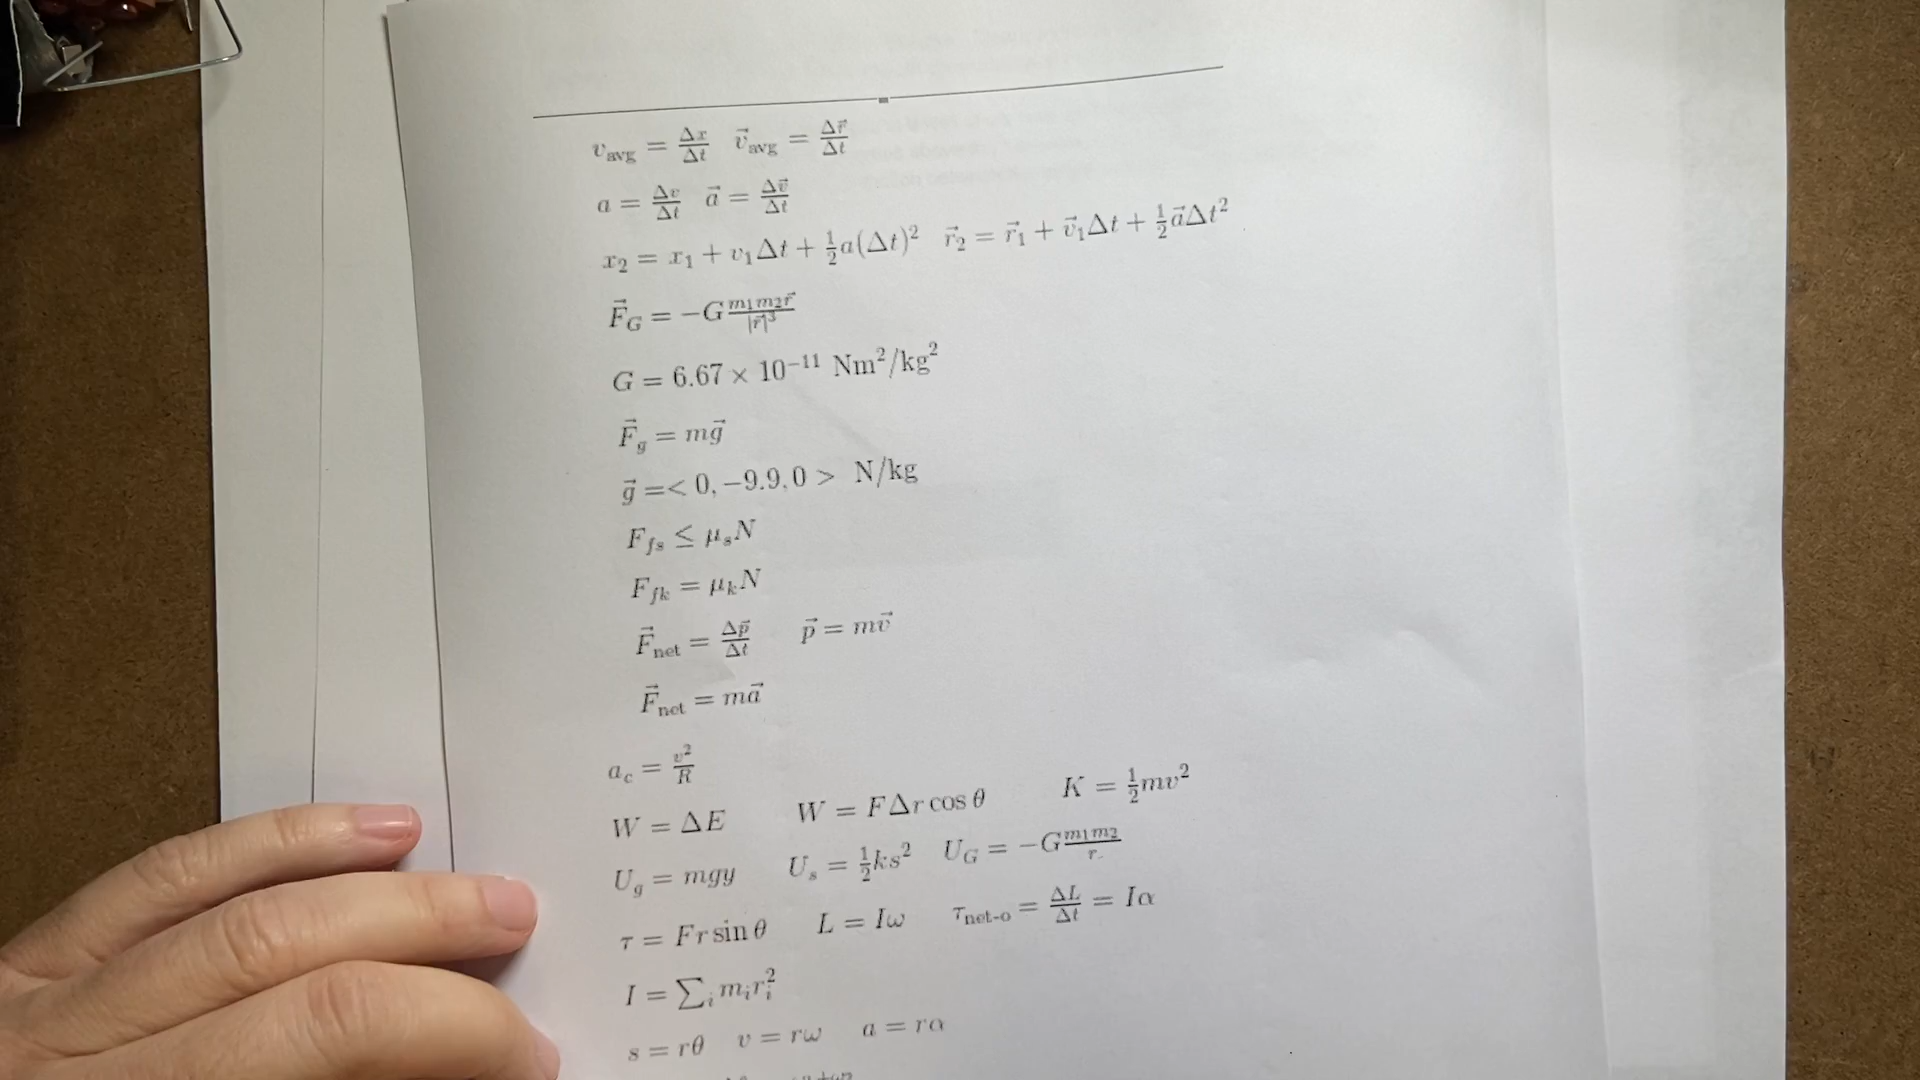 v_avg = Δx/Δt  v⃗_avg = Δr⃗/Δt
a = Δv/Δt  a⃗ = Δv⃗/Δt
x₂ = x₁ + v₁Δt + ½a(Δt)²  r⃗₂ = r⃗₁ + v⃗₁Δt + ½a⃗Δt²
F⃗_G = −G m₁m₂r⃗/|r⃗|³
G = 6.67 × 10⁻¹¹ Nm²/kg²
F⃗_g = mg⃗
g⃗ =< 0, −9.9, 0 > N/kg
F_fs ≤ μ_sN
F_fk = μ_kN
F⃗_net = Δp⃗/Δt  p⃗ = mv⃗
F⃗_net = ma⃗
a_c = v²/R
W = ΔE  W = FΔr cos θ  K = ½mv²
U_g = mgy  U_s = ½ks²  U_G = −G m₁m₂/r
τ = Fr sin θ  L = Iω  τ_net-o = ΔL/Δt = Iα
I = Σ_i m_i r_i²
s = rθ  v = rω  a = rα